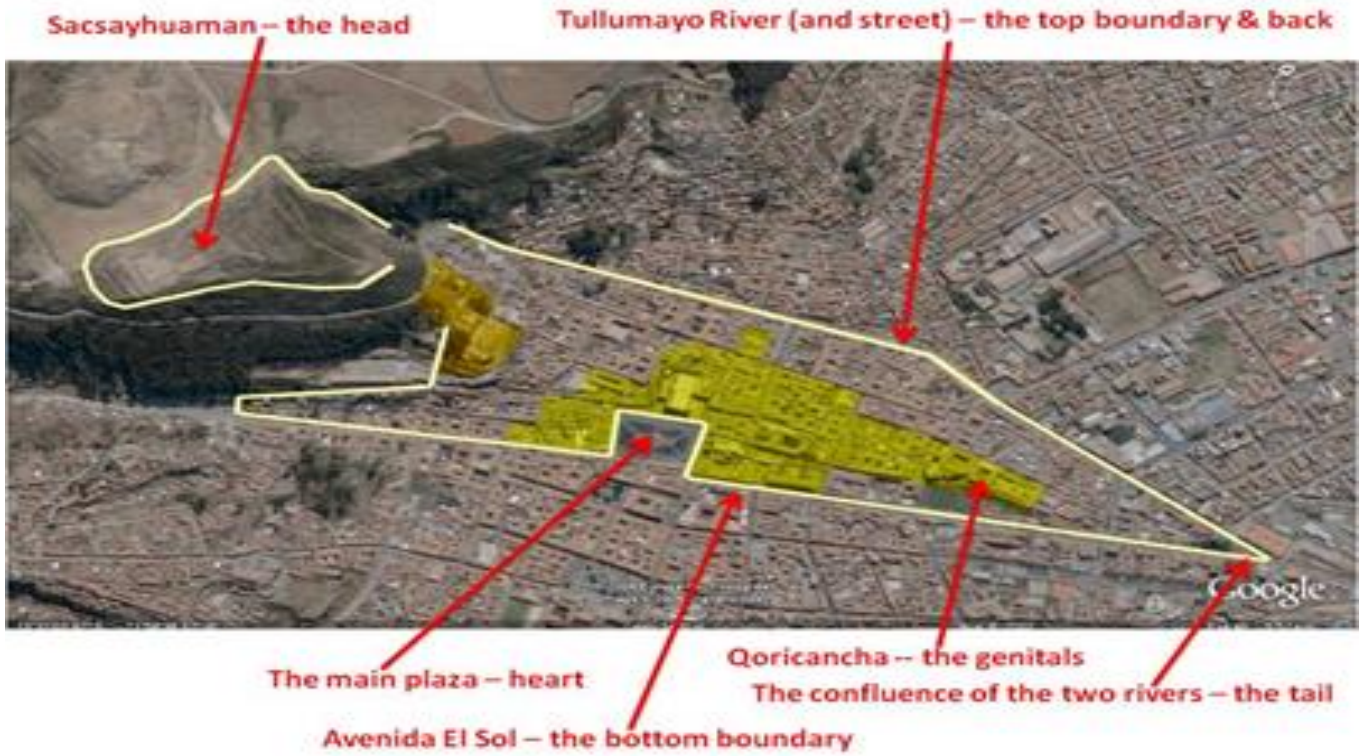 Sacsayhuaman – the head
Tullumayo River (and street) – the top boundary & back
Google
Qoricancha -- the genitals
The main plaza – heart
The confluence of the two rivers – the tail
Avenida El Sol – the bottom boundary